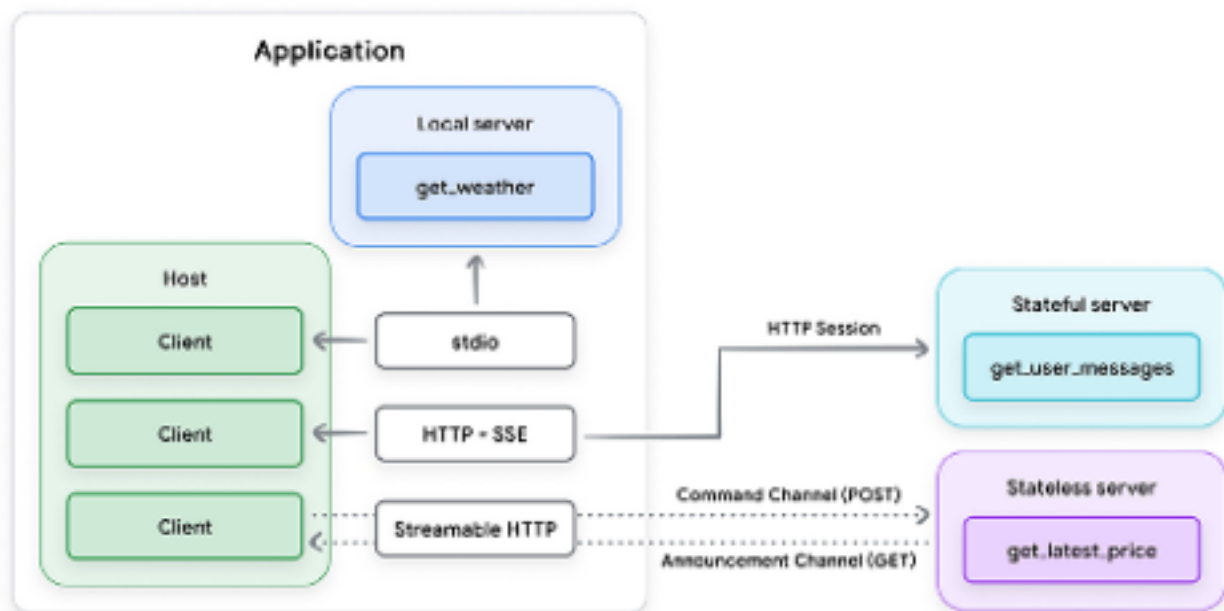 Application
Local server
get_weather
Host
Client
stdio
HTTP Session
Stateful server
get_user_messages
Client
HTTP + SSE
Command Channel (POST)
Stateless server
Client
Streamable HTTP
get_latest_price
Announcement Channel (GET)